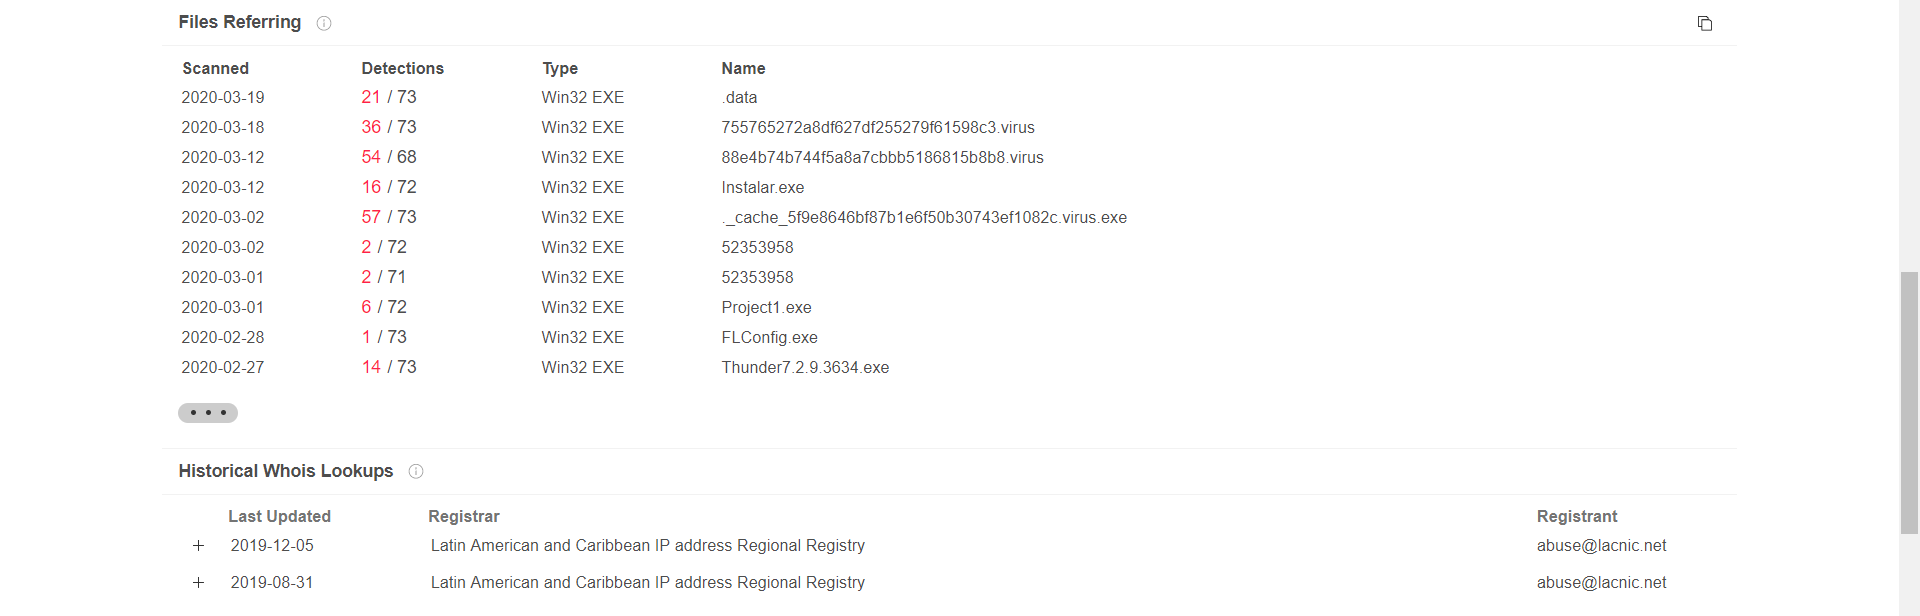 Files Referring
Scanned Detections Type Name
2020-03-19 21 / 73 Win32 EXE .data
2020-03-18 36 / 73 Win32 EXE 755765272a8df627df255279f61598c3.virus
2020-03-12 54 / 68 Win32 EXE 88e4b74b744f5a8a7cbbb5186815b8b8.virus
2020-03-12 16 / 72 Win32 EXE Instalar.exe
2020-03-02 57 / 73 Win32 EXE ._cache_5f9e8646bf87b1e6f50b30743ef1082c.virus.exe
2020-03-02 2 / 72 Win32 EXE 52353958
2020-03-01 2 / 71 Win32 EXE 52353958
2020-03-01 6 / 72 Win32 EXE Project1.exe
2020-02-28 1 / 73 Win32 EXE FLConfig.exe
2020-02-27 14 / 73 Win32 EXE Thunder7.2.9.3634.exe
Historical Whois Lookups
Last Updated Registrar Registrant
+ 2019-12-05 Latin American and Caribbean IP address Regional Registry abuse@lacnic.net
+ 2019-08-31 Latin American and Caribbean IP address Regional Registry abuse@lacnic.net